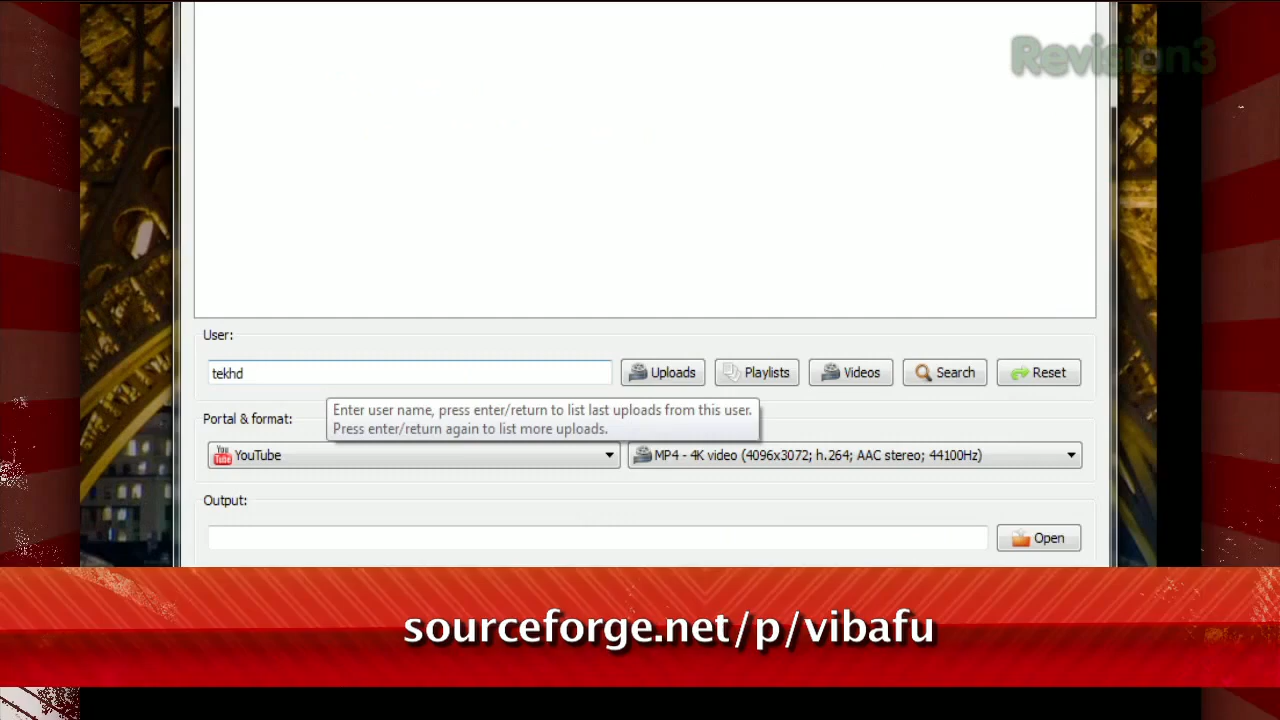 Revision3
User:
tekhd
Uploads
Playlists
Videos
Search
Reset
Enter user name, press enter/return to list last uploads from this user.
Press enter/return again to list more uploads.
Portal & format:
You
Tube
YouTube
MP4 - 4K video (4096x3072; h.264; AAC stereo; 44100Hz)
Output:
Open
sourceforge.net/p/vibafu